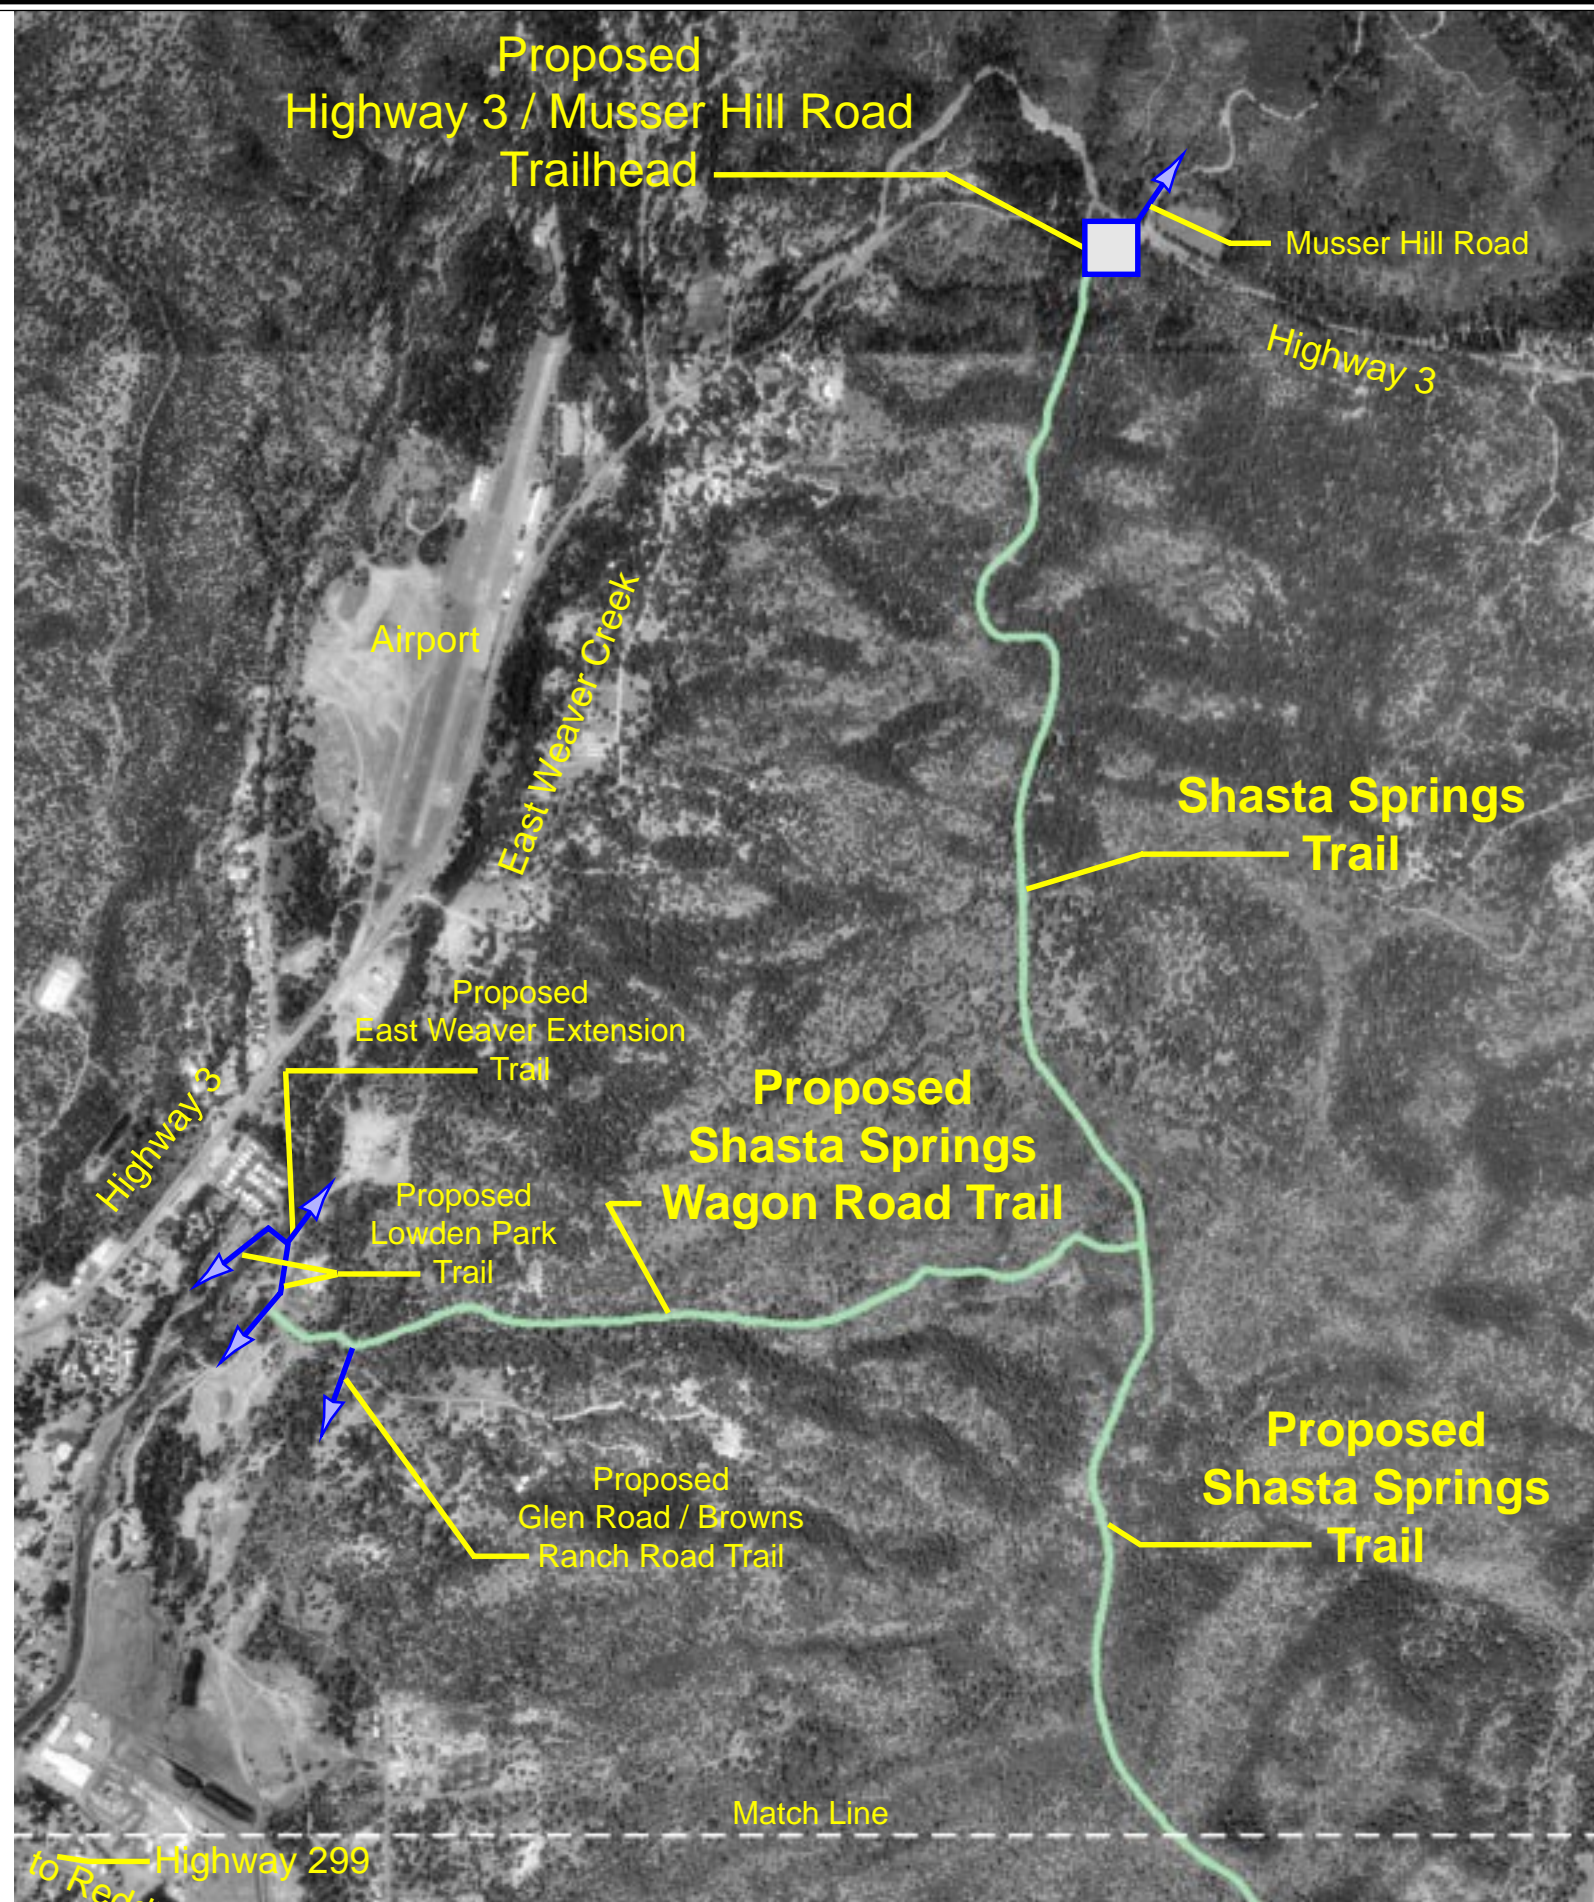 Proposed
Highway 3 / Musser Hill Road
Trailhead
Musser Hill Road
Highway 3
Airport
East Weaver Creek
Shasta Springs
Trail
Proposed
East Weaver Extension
Trail
Highway 3
Proposed
Shasta Springs
Wagon Road Trail
Proposed
Lowden Park
Trail
Proposed
Shasta Springs
Trail
Proposed
Glen Road / Browns
Ranch Road Trail
Match Line
Highway 299
to